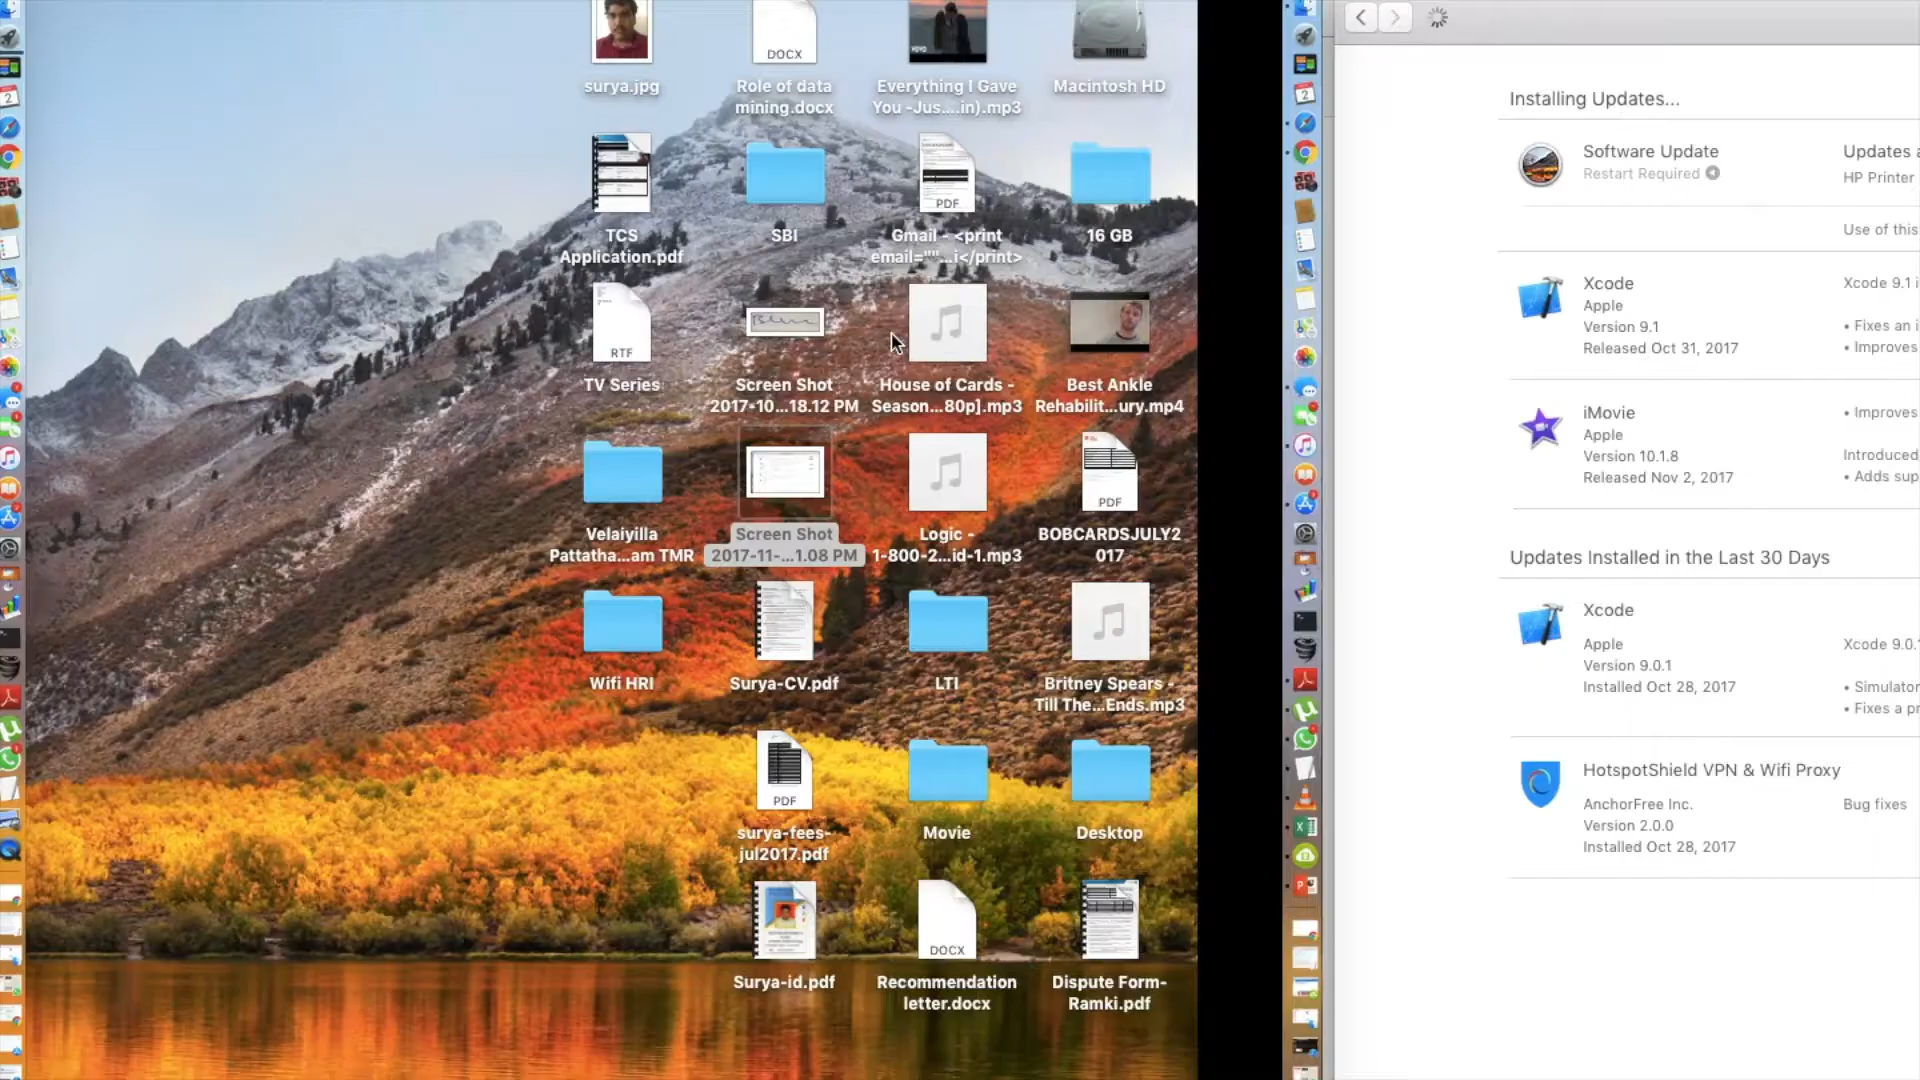 surya.jpg
DOCX
Role of data
mining.docx
Everything I Gave
You -Jus....in).mp3
Macintosh HD
TCS
Application.pdf
SBI
PDF
Gmail - <print
email=""...i</print>
16 GB
RTF
TV Series
Screen Shot
2017-10...18.12 PM
House of Cards -
Season...80p].mp3
Best Ankle
Rehabilit...ury.mp4
Velaiyilla
Pattatha...am TMR
Screen Shot
2017-11-...1.08 PM
Logic -
1-800-2...id-1.mp3
PDF
BOBCARDSJULY2
017
Wifi HRI
Surya-CV.pdf
LTI
Britney Spears -
Till The...Ends.mp3
PDF
surya-fees-
jul2017.pdf
Movie
Desktop
Surya-id.pdf
DOCX
Recommendation
letter.docx
Dispute Form-
Ramki.pdf
Installing Updates...
Software Update
Restart Required
Updates a
HP Printer
Use of this
Xcode
Apple
Version 9.1
Released Oct 31, 2017
Xcode 9.1 i
• Fixes an i
• Improves
iMovie
Apple
Version 10.1.8
Released Nov 2, 2017
• Improves
Introduced
• Adds sup
Updates Installed in the Last 30 Days
Xcode
Apple
Version 9.0.1
Installed Oct 28, 2017
Xcode 9.0.1
• Simulator
• Fixes a pr
HotspotShield VPN & Wifi Proxy
AnchorFree Inc.
Version 2.0.0
Installed Oct 28, 2017
Bug fixes